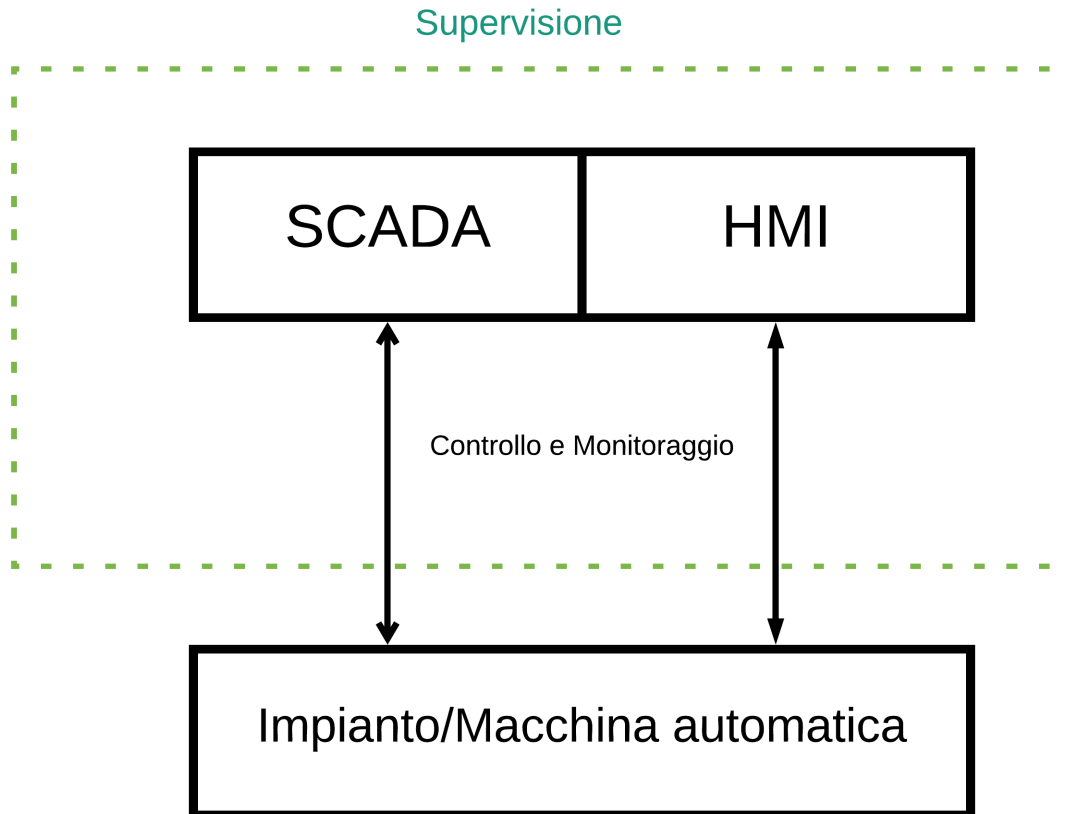 Supervisione
SCADA
HMI
Controllo e Monitoraggio
Impianto/Macchina automatica